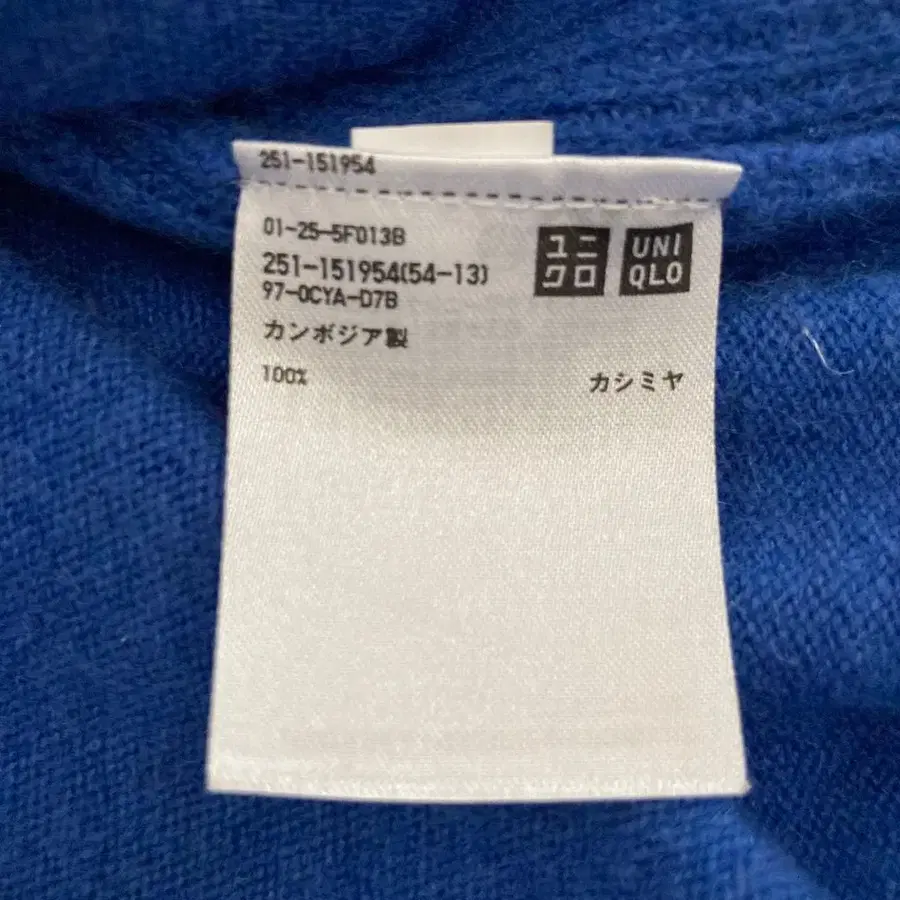 251-151954
01-25-5F013B
251-151954(54-13)
97-0CYA-D7B
カンボジア製
100% カシミヤ
ユニ
クロ
UNI
QLO